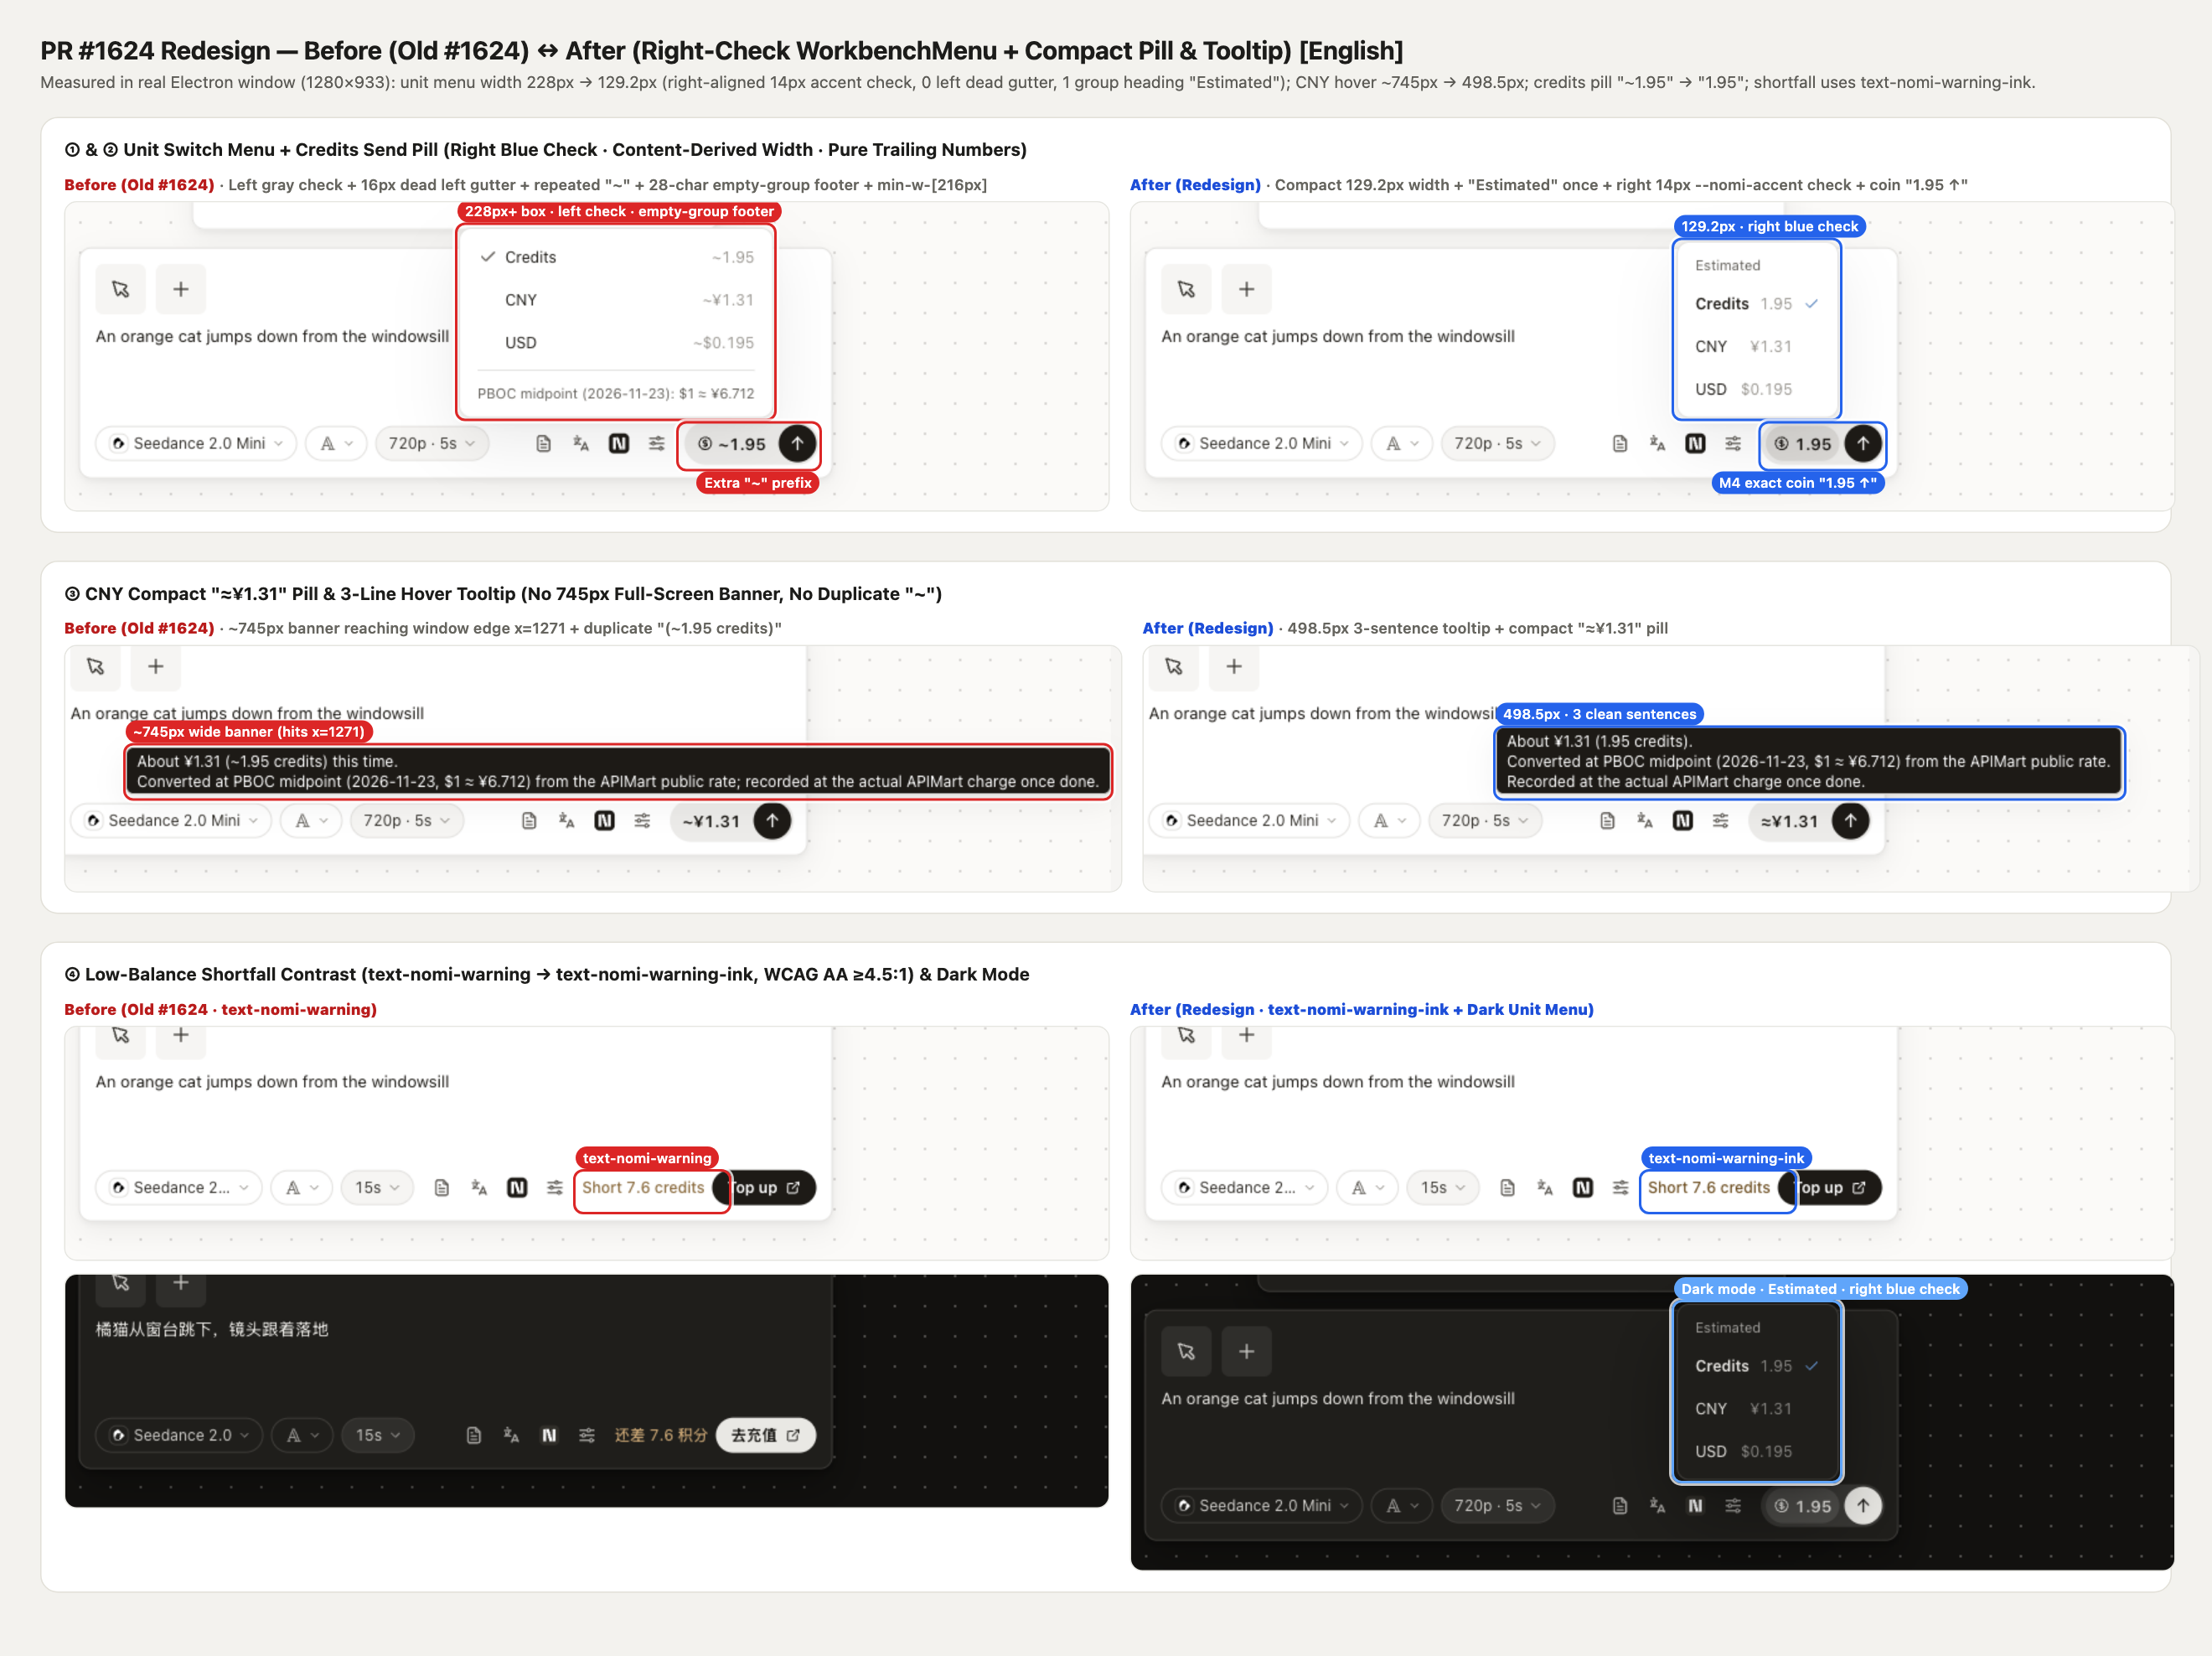 PR #1624 Redesign — Before (Old #1624) ↔ After (Right-Check WorkbenchMenu + Compact Pill & Tooltip) [English]
Measured in real Electron window (1280×933): unit menu width 228px → 129.2px (right-aligned 14px accent check, 0 left dead gutter, 1 group heading "Estimated"); CNY hover ~745px → 498.5px; credits pill "~1.95" → "1.95"; shortfall uses text-nomi-warning-ink.
① & ② Unit Switch Menu + Credits Send Pill (Right Blue Check · Content-Derived Width · Pure Trailing Numbers)
Before (Old #1624) · Left gray check + 16px dead left gutter + repeated "~" + 28-char empty-group footer + min-w-[216px]
228px+ box · left check · empty-group footer
Credits ~1.95
CNY ~¥1.31
An orange cat jumps down from the windowsill
USD ~$0.195
PBOC midpoint (2026-11-23): $1 ≈ ¥6.712
Seedance 2.0 Mini
720p · 5s
~1.95
Extra "~" prefix
After (Redesign) · Compact 129.2px width + "Estimated" once + right 14px --nomi-accent check + coin "1.95 ↑"
129.2px · right blue check
Estimated
Credits 1.95
An orange cat jumps down from the windowsill
CNY ¥1.31
USD $0.195
Seedance 2.0 Mini
720p · 5s
1.95
M4 exact coin "1.95 ↑"
③ CNY Compact "≈¥1.31" Pill & 3-Line Hover Tooltip (No 745px Full-Screen Banner, No Duplicate "~")
Before (Old #1624) · ~745px banner reaching window edge x=1271 + duplicate "(~1.95 credits)"
An orange cat jumps down from the windowsill
~745px wide banner (hits x=1271)
About ¥1.31 (~1.95 credits) this time.
Converted at PBOC midpoint (2026-11-23, $1 ≈ ¥6.712) from the APIMart public rate; recorded at the actual APIMart charge once done.
Seedance 2.0 Mini
720p · 5s
~¥1.31
After (Redesign) · 498.5px 3-sentence tooltip + compact "≈¥1.31" pill
An orange cat jumps down from the windowsil
498.5px · 3 clean sentences
About ¥1.31 (1.95 credits).
Converted at PBOC midpoint (2026-11-23, $1 ≈ ¥6.712) from the APIMart public rate.
Recorded at the actual APIMart charge once done.
Seedance 2.0 Mini
720p · 5s
≈¥1.31
④ Low-Balance Shortfall Contrast (text-nomi-warning → text-nomi-warning-ink, WCAG AA ≥4.5:1) & Dark Mode
Before (Old #1624 · text-nomi-warning)
An orange cat jumps down from the windowsill
text-nomi-warning
Seedance 2...
15s
Short 7.6 credits
Top up
After (Redesign · text-nomi-warning-ink + Dark Unit Menu)
An orange cat jumps down from the windowsill
text-nomi-warning-ink
Seedance 2...
15s
Short 7.6 credits
Top up
橘猫从窗台跳下，镜头跟着落地
Seedance 2.0
15s
还差 7.6 积分
去充值
Dark mode · Estimated · right blue check
Estimated
Credits 1.95
An orange cat jumps down from the windowsill
CNY ¥1.31
USD $0.195
Seedance 2.0 Mini
720p · 5s
1.95